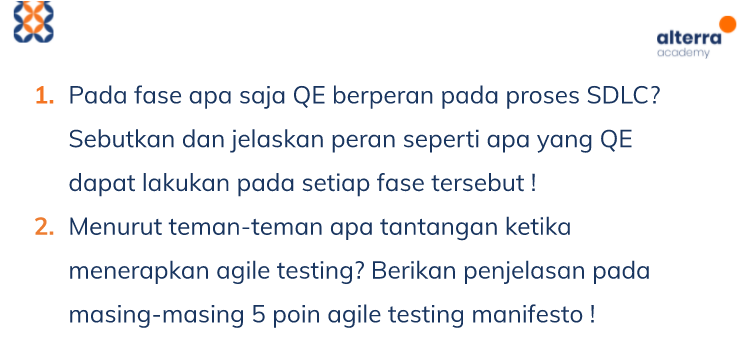 alterra
academy
1. Pada fase apa saja QE berperan pada proses SDLC?
Sebutkan dan jelaskan peran seperti apa yang QE
dapat lakukan pada setiap fase tersebut !
2. Menurut teman-teman apa tantangan ketika
menerapkan agile testing? Berikan penjelasan pada
masing-masing 5 poin agile testing manifesto !